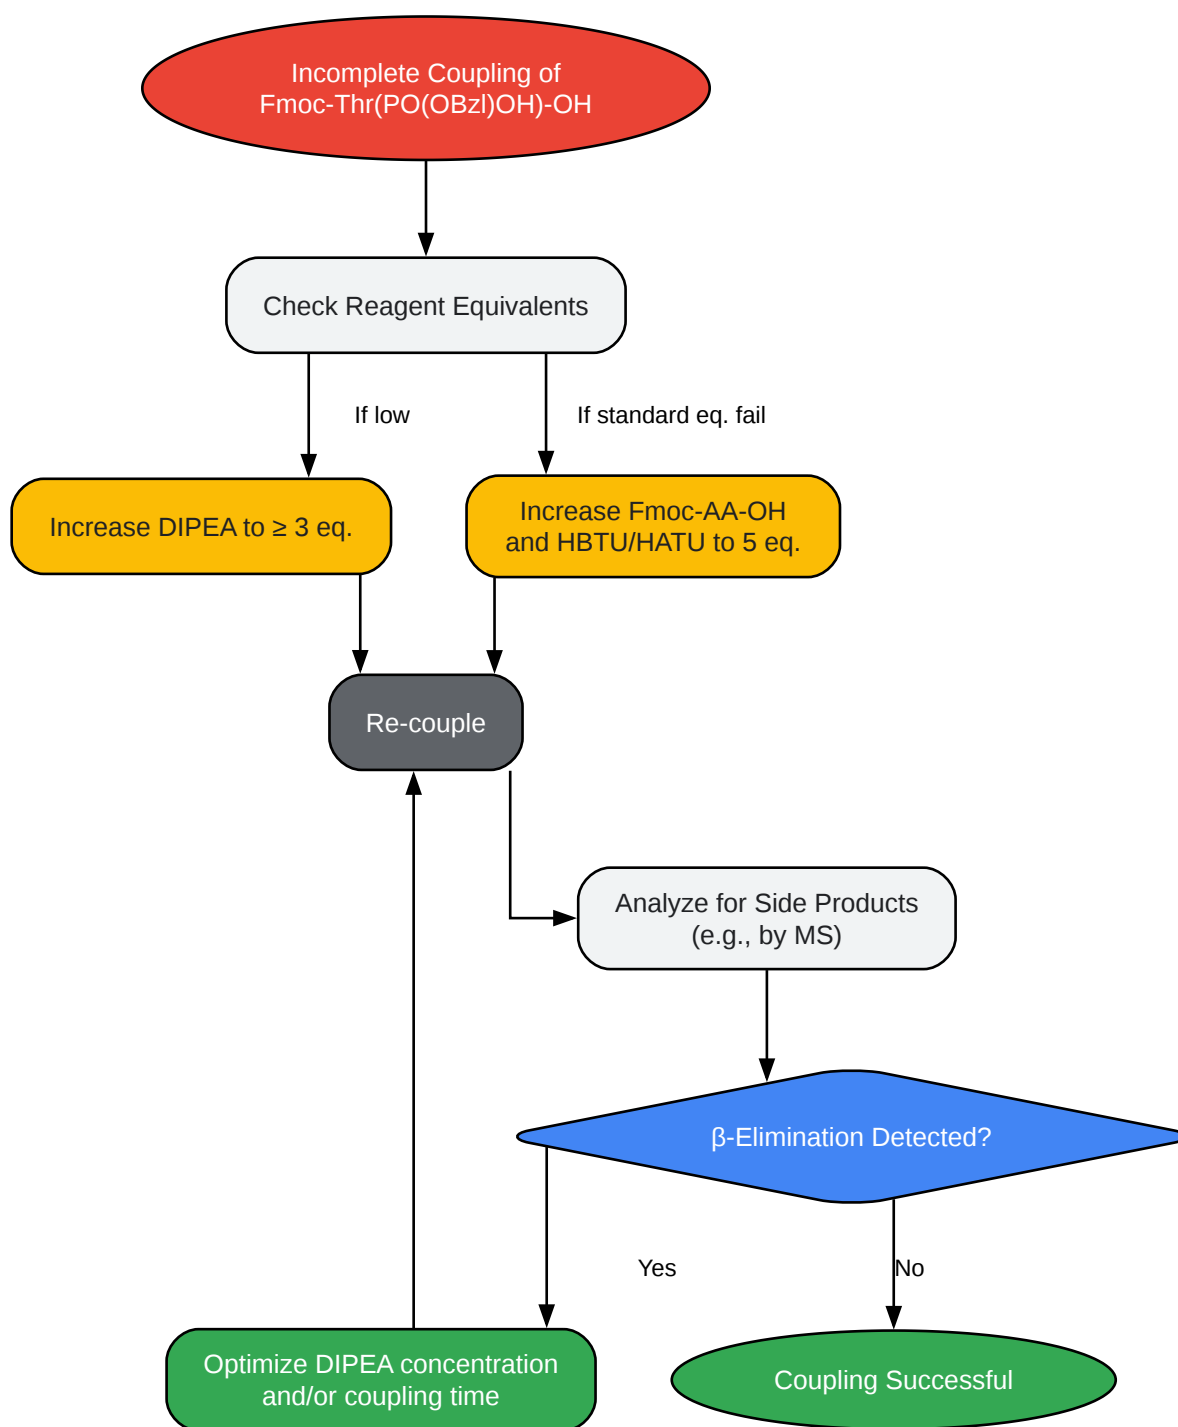 Incomplete Coupling of
Fmoc-Thr(PO(OBzl)OH)-OH
Check Reagent Equivalents
If low
If standard eq. fail
Increase DIPEA to ≥ 3 eq.
Increase Fmoc-AA-OH
and HBTU/HATU to 5 eq.
Re-couple
Analyze for Side Products
(e.g., by MS)
β-Elimination Detected?
Yes
No
Optimize DIPEA concentration
and/or coupling time
Coupling Successful